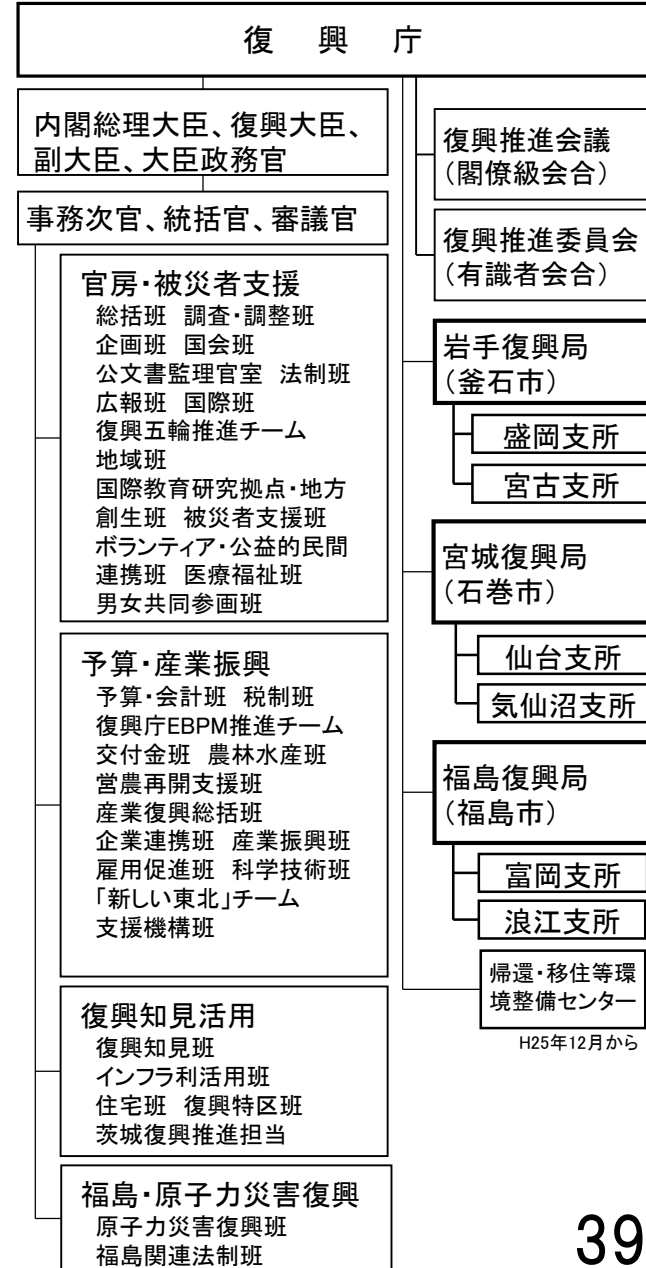 復興庁
内閣総理大臣、復興大臣、
副大臣、大臣政務官
事務次官、統括官、審議官
官房・被災者支援
総括班 調査・調整班
企画班 国会班
公文書監理官室 法制班
広報班 国際班
復興五輪推進チーム
地域班
国際教育研究拠点・地方
創生班 被災者支援班
ボランティア・公益的民間
連携班 医療福祉班
男女共同参画班
予算・産業振興
予算・会計班 税制班
復興庁EBPM推進チーム
交付金班 農林水産班
営農再開支援班
産業復興総括班
企業連携班 産業振興班
雇用促進班 科学技術班
「新しい東北」チーム
支援機構班
復興知見活用
復興知見班
インフラ利活用班
住宅班 復興特区班
茨城復興推進担当
福島・原子力災害復興
原子力災害復興班
福島関連法制班
復興推進会議
（閣僚級会合）
復興推進委員会
（有識者会合）
岩手復興局
（釜石市）
盛岡支所
宮古支所
宮城復興局
（石巻市）
仙台支所
気仙沼支所
福島復興局
（福島市）
富岡支所
浪江支所
帰還・移住等環
境整備センター
H25年12月から
39